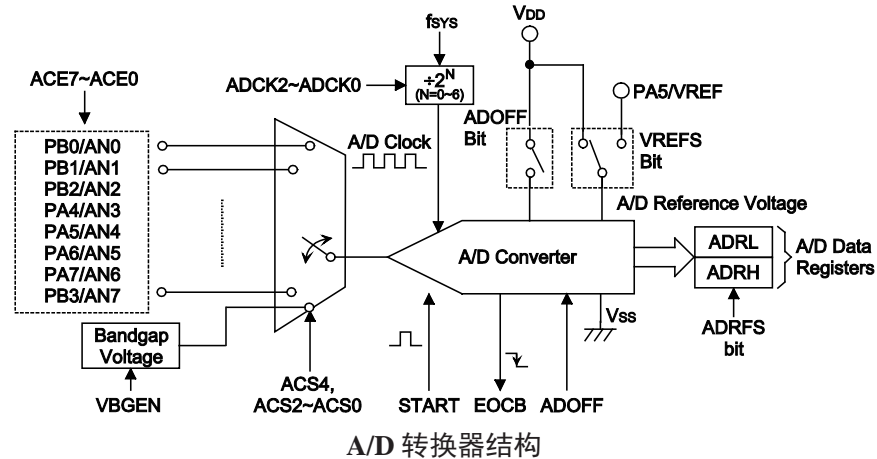 fSYS
VDD
ACE7~ACE0
ADCK2~ADCK0
÷2N
(N=0~6)
PA5/VREF
ADOFF
Bit
VREFS
Bit
A/D Clock
PB0/AN0
PB1/AN1
PB2/AN2
PA4/AN3
PA5/AN4
PA6/AN5
PA7/AN6
PB3/AN7
A/D Reference Voltage
A/D Converter
ADRL
ADRH
A/D Data
Registers
VSS
ADRFS
bit
Bandgap
Voltage
VBGEN
ACS4,
ACS2~ACS0
START
EOCB
ADOFF
A/D 转换器结构